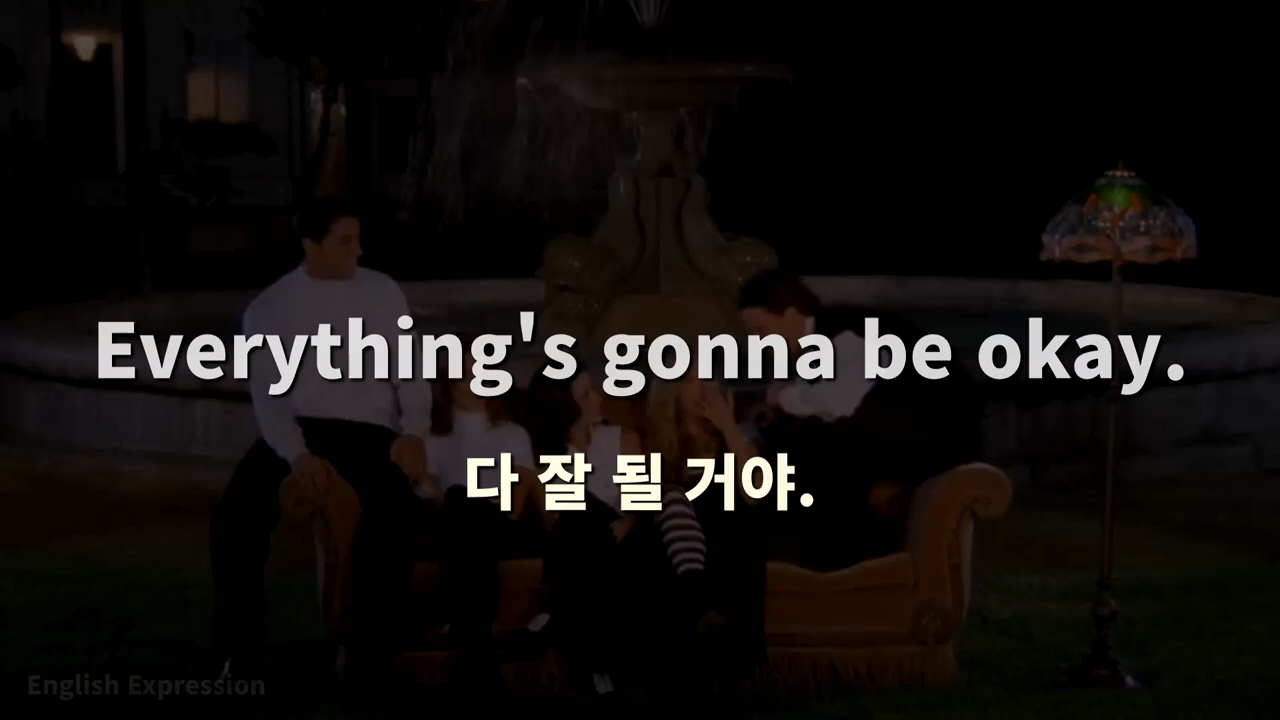 Everything's gonna be okay.
다 잘 될 거야.
English Expression